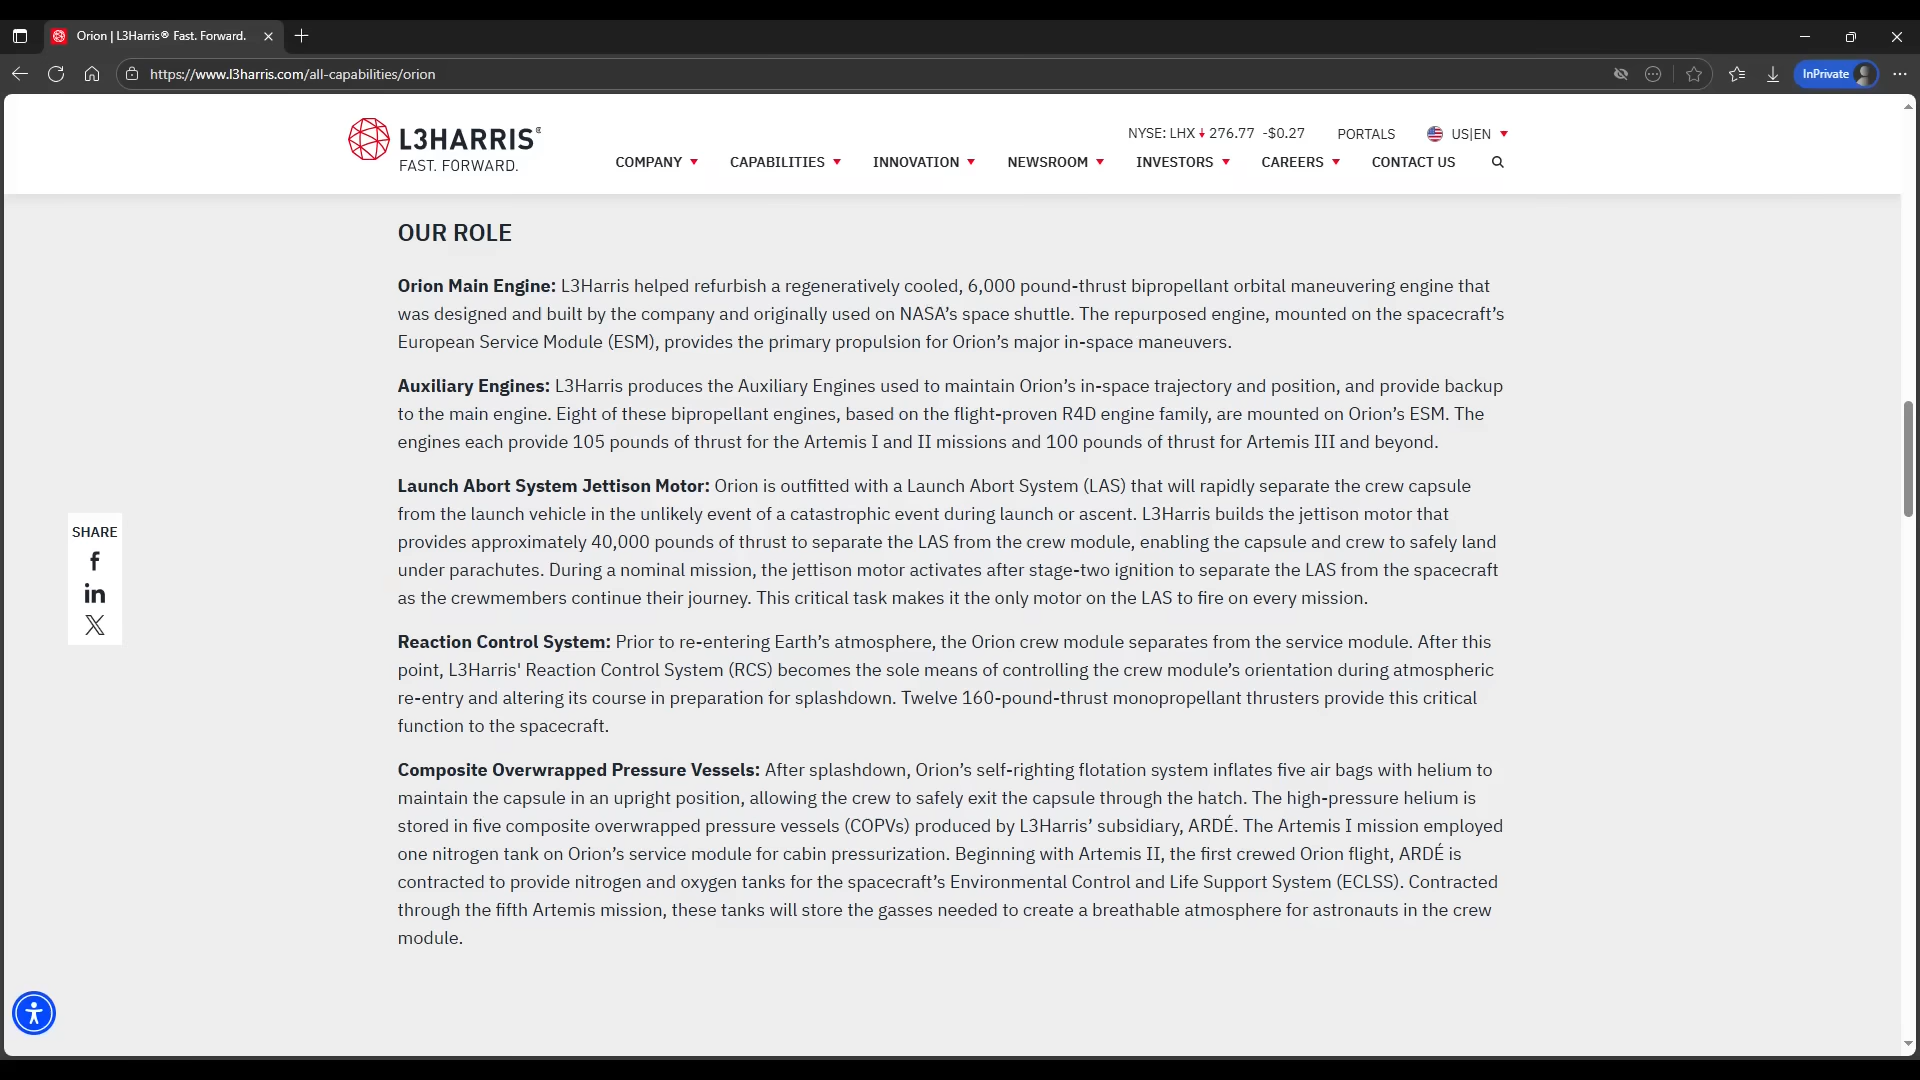 Orion | L3Harris® Fast. Forward.
https://www.l3harris.com/all-capabilities/orion
InPrivate
L3HARRIS®
FAST. FORWARD.
NYSE: LHX 276.77 -$0.27 PORTALS US|EN
COMPANY CAPABILITIES INNOVATION NEWSROOM INVESTORS CAREERS CONTACT US
OUR ROLE
Orion Main Engine: L3Harris helped refurbish a regeneratively cooled, 6,000 pound-thrust bipropellant orbital maneuvering engine that
was designed and built by the company and originally used on NASA’s space shuttle. The repurposed engine, mounted on the spacecraft’s
European Service Module (ESM), provides the primary propulsion for Orion’s major in-space maneuvers.
Auxiliary Engines: L3Harris produces the Auxiliary Engines used to maintain Orion’s in-space trajectory and position, and provide backup
to the main engine. Eight of these bipropellant engines, based on the flight-proven R4D engine family, are mounted on Orion’s ESM. The
engines each provide 105 pounds of thrust for the Artemis I and II missions and 100 pounds of thrust for Artemis III and beyond.
Launch Abort System Jettison Motor: Orion is outfitted with a Launch Abort System (LAS) that will rapidly separate the crew capsule
from the launch vehicle in the unlikely event of a catastrophic event during launch or ascent. L3Harris builds the jettison motor that
provides approximately 40,000 pounds of thrust to separate the LAS from the crew module, enabling the capsule and crew to safely land
under parachutes. During a nominal mission, the jettison motor activates after stage-two ignition to separate the LAS from the spacecraft
as the crewmembers continue their journey. This critical task makes it the only motor on the LAS to fire on every mission.
Reaction Control System: Prior to re-entering Earth’s atmosphere, the Orion crew module separates from the service module. After this
point, L3Harris' Reaction Control System (RCS) becomes the sole means of controlling the crew module’s orientation during atmospheric
re-entry and altering its course in preparation for splashdown. Twelve 160-pound-thrust monopropellant thrusters provide this critical
function to the spacecraft.
Composite Overwrapped Pressure Vessels: After splashdown, Orion’s self-righting flotation system inflates five air bags with helium to
maintain the capsule in an upright position, allowing the crew to safely exit the capsule through the hatch. The high-pressure helium is
stored in five composite overwrapped pressure vessels (COPVs) produced by L3Harris’ subsidiary, ARDÉ. The Artemis I mission employed
one nitrogen tank on Orion’s service module for cabin pressurization. Beginning with Artemis II, the first crewed Orion flight, ARDÉ is
contracted to provide nitrogen and oxygen tanks for the spacecraft’s Environmental Control and Life Support System (ECLSS). Contracted
through the fifth Artemis mission, these tanks will store the gasses needed to create a breathable atmosphere for astronauts in the crew
module.
SHARE